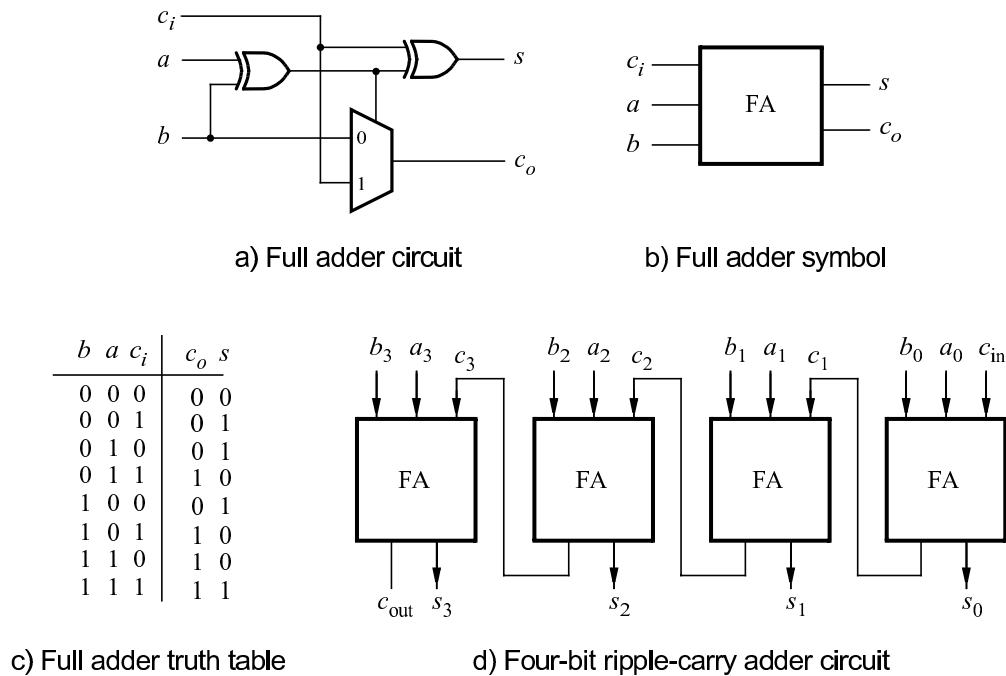 c_i
a
b
0
1
s
c_o
a) Full adder circuit
c_i
a
b
FA
s
c_o
b) Full adder symbol
b a c_i c_o s
0 0 0 0 0
0 0 1 0 1
0 1 0 0 1
0 1 1 1 0
1 0 0 0 1
1 0 1 1 0
1 1 0 1 0
1 1 1 1 1
c) Full adder truth table
b_3 a_3 c_3 b_2 a_2 c_2 b_1 a_1 c_1 b_0 a_0 c_in
FA FA FA FA
c_out s_3 s_2 s_1 s_0
d) Four-bit ripple-carry adder circuit